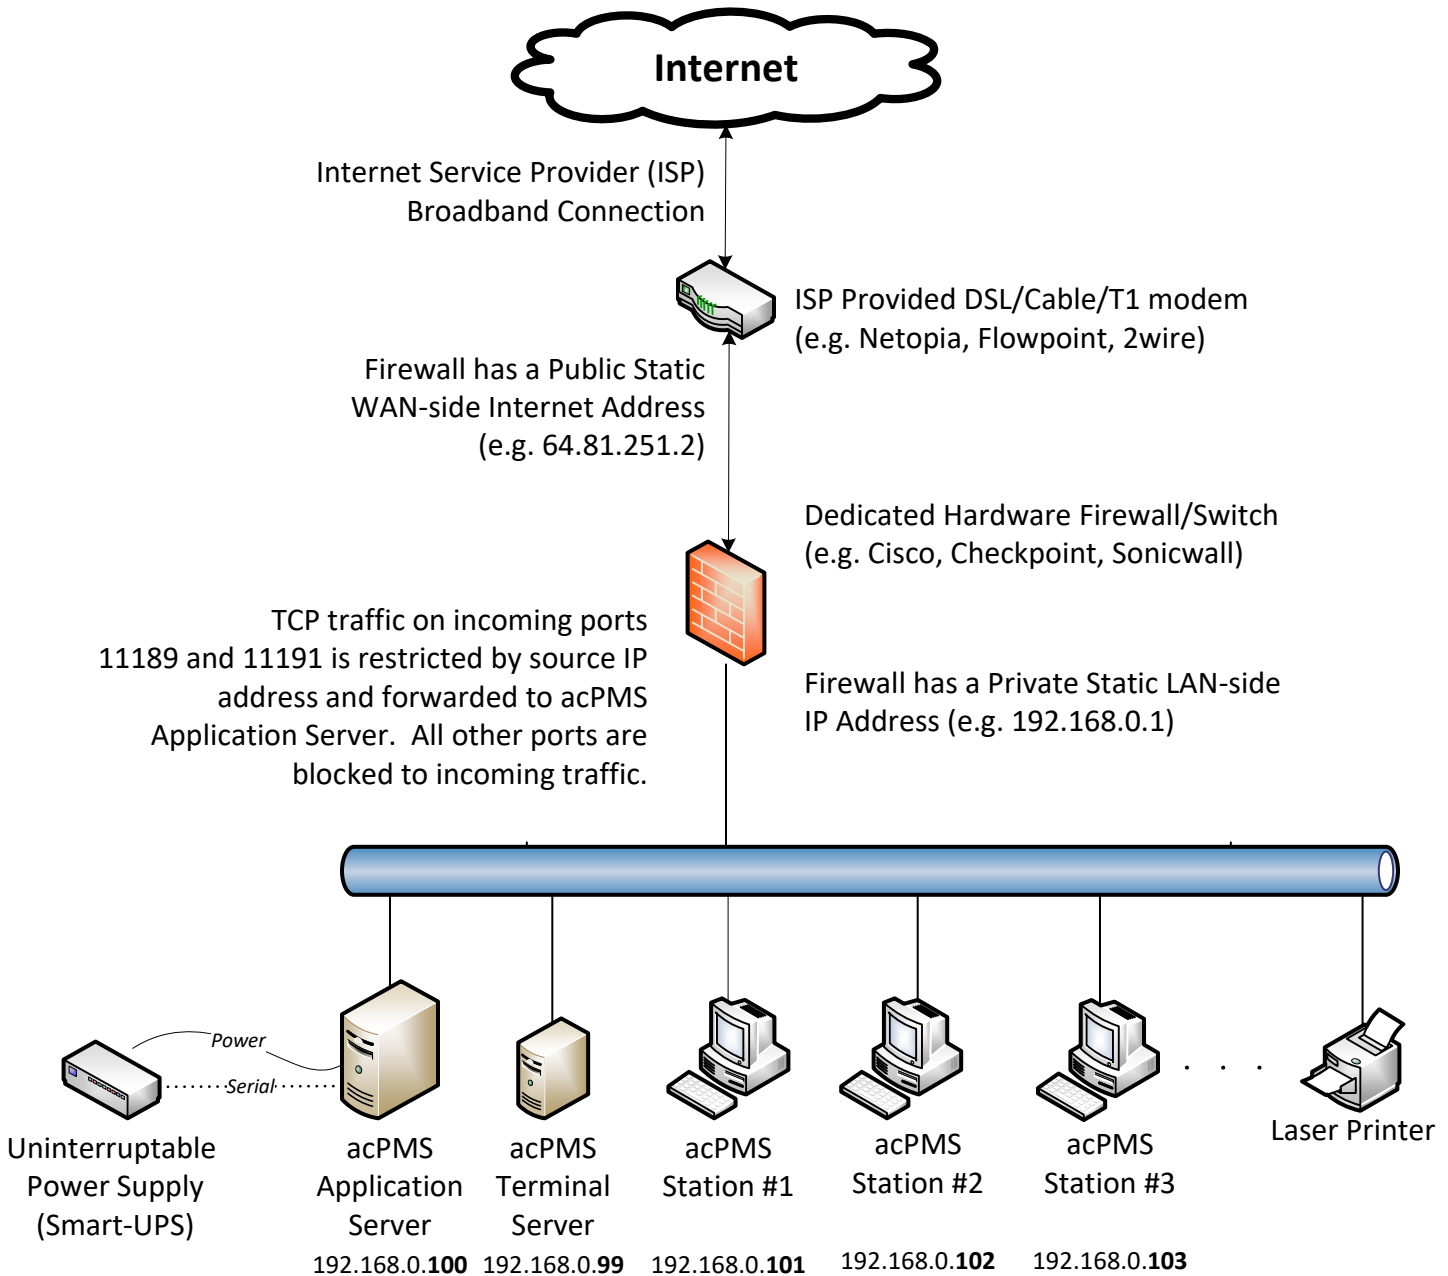 Internet
Internet Service Provider (ISP)
Broadband Connection
ISP Provided DSL/Cable/T1 modem
(e.g. Netopia, Flowpoint, 2wire)
Firewall has a Public Static
WAN-side Internet Address
(e.g. 64.81.251.2)
Dedicated Hardware Firewall/Switch
(e.g. Cisco, Checkpoint, Sonicwall)
TCP traffic on incoming ports
11189 and 11191 is restricted by source IP
address and forwarded to acPMS
Application Server.  All other ports are
blocked to incoming traffic.
Firewall has a Private Static LAN-side
IP Address (e.g. 192.168.0.1)
Power
Serial
. . .
Uninterruptable
Power Supply
(Smart-UPS)
acPMS
Application
Server
192.168.0.100
acPMS
Terminal
Server
192.168.0.99
acPMS
Station #1
192.168.0.101
acPMS
Station #2
192.168.0.102
acPMS
Station #3
192.168.0.103
Laser Printer